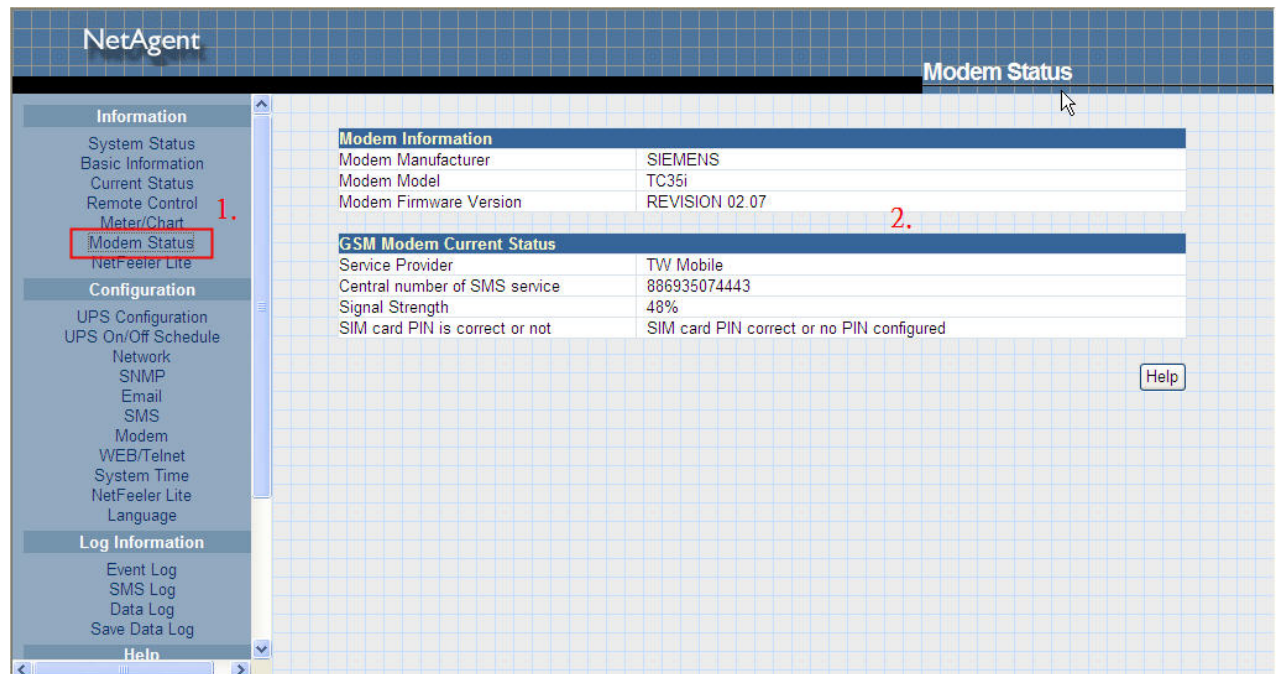 NetAgent
Modem Status
Information
System Status
Basic Information
Current Status
Remote Control
1.
Meter/Chart
Modem Status
NetFeeler Lite
Configuration
UPS Configuration
UPS On/Off Schedule
Network
SNMP
Email
SMS
Modem
WEB/Telnet
System Time
NetFeeler Lite
Language
Log Information
Event Log
SMS Log
Data Log
Save Data Log
Help
Modem Information
Modem Manufacturer SIEMENS
Modem Model TC35i
Modem Firmware Version REVISION 02.07
2.
GSM Modem Current Status
Service Provider TW Mobile
Central number of SMS service 886935074443
Signal Strength 48%
SIM card PIN is correct or not SIM card PIN correct or no PIN configured
Help